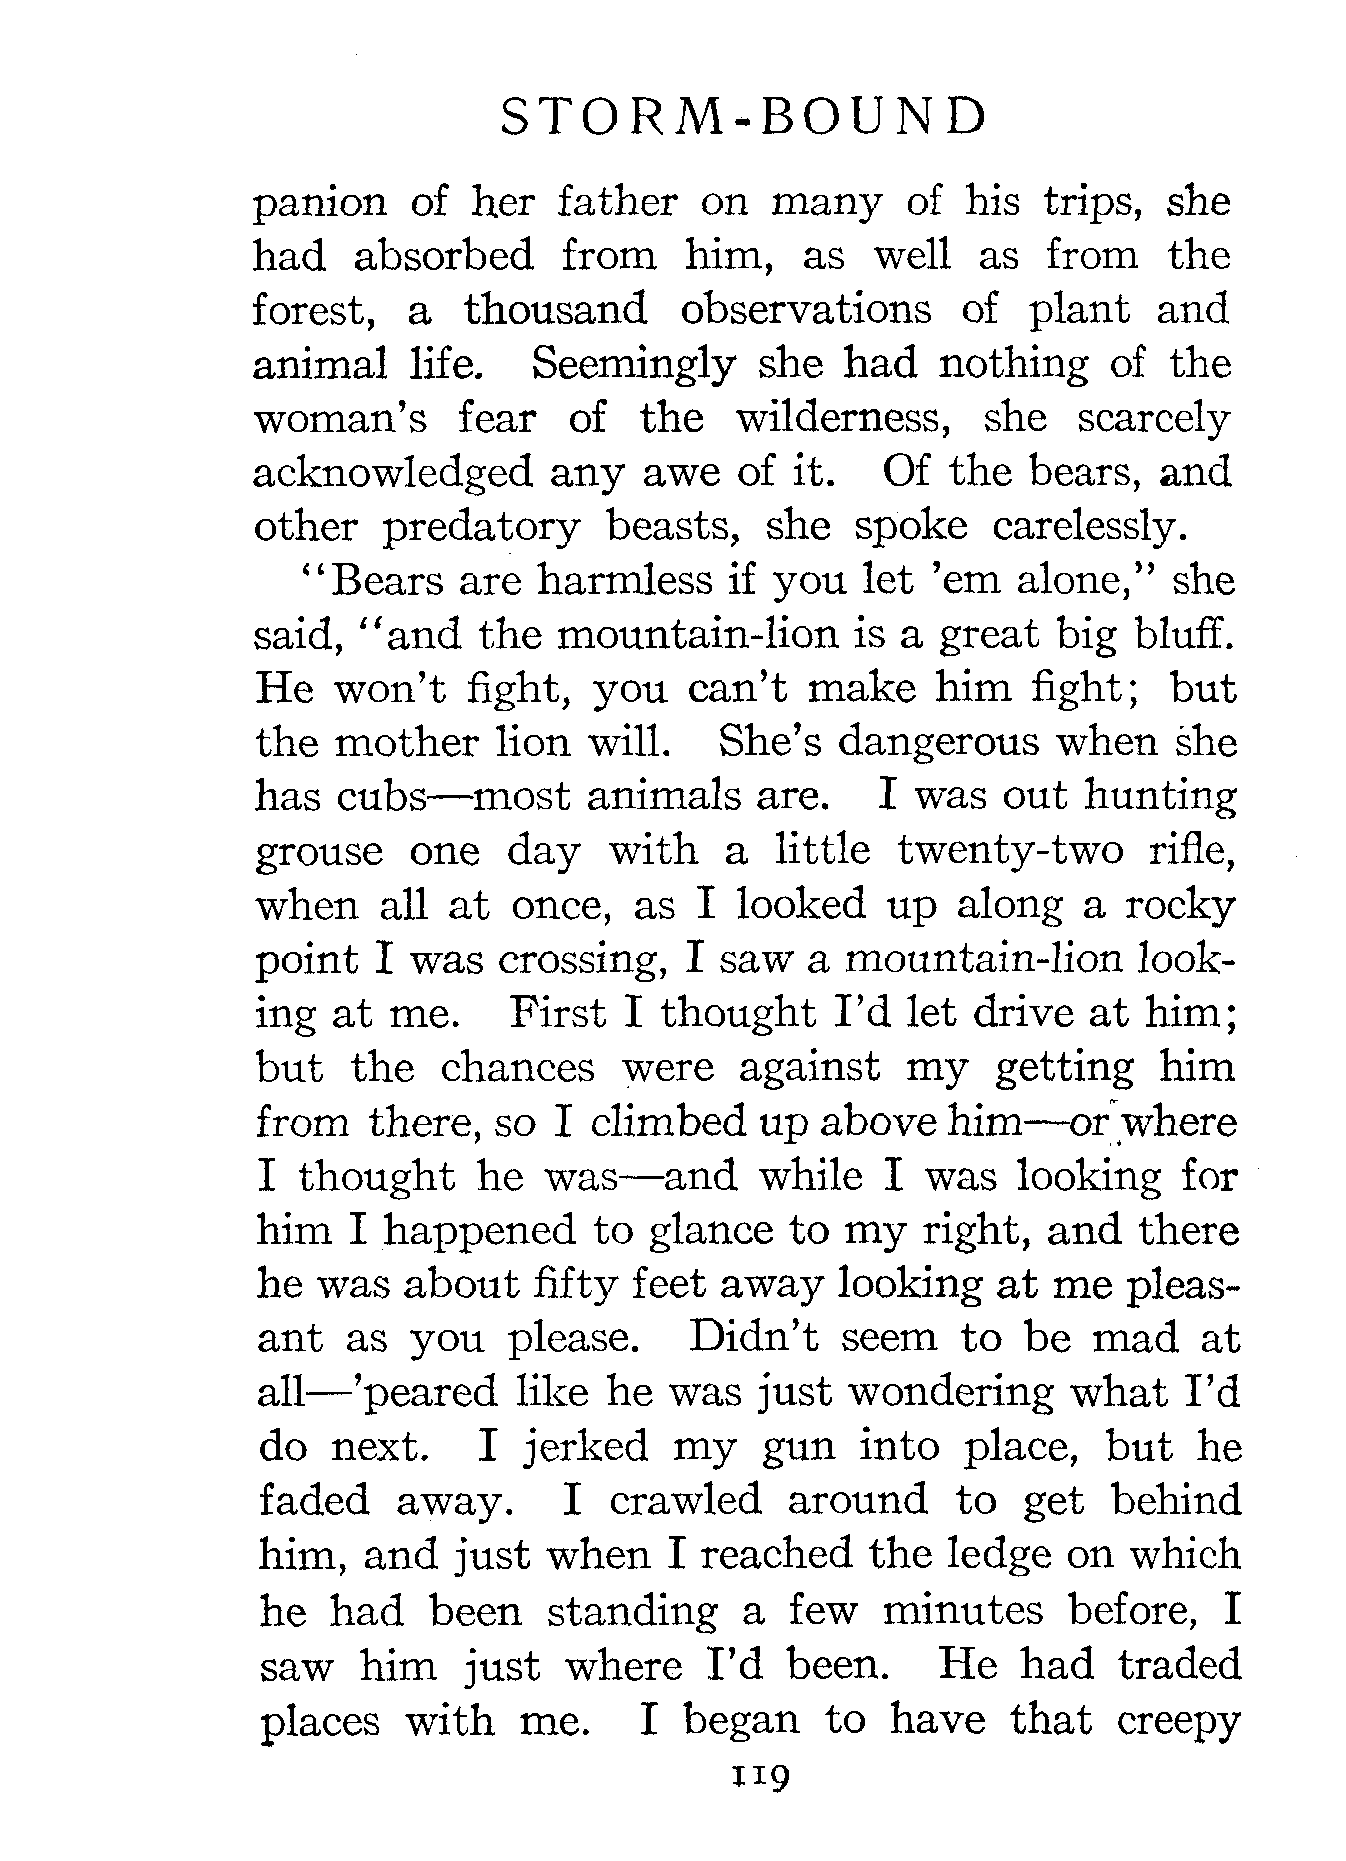 STORM-BOUND
panion of her father on many of his trips, she
had absorbed from him, as well as from the
forest, a thousand observations of plant and
animal life. Seemingly she had nothing of the
woman's fear of the wilderness, she scarcely
acknowledged any awe of it. Of the bears, and
other predatory beasts, she spoke carelessly.
"Bears are harmless if you let 'em alone," she
said, "and the mountain-lion is a great big bluff.
He won't fight, you can't make him fight; but
the mother lion will. She's dangerous when she
has cubs—most animals are. I was out hunting
grouse one day with a little twenty-two rifle,
when all at once, as I looked up along a rocky
point I was crossing, I saw a mountain-lion look-
ing at me. First I thought I'd let drive at him;
but the chances were against my getting him
from there, so I climbed up above him—or where
I thought he was—and while I was looking for
him I happened to glance to my right, and there
he was about fifty feet away looking at me pleas-
ant as you please. Didn't seem to be mad at
all—'peared like he was just wondering what I'd
do next. I jerked my gun into place, but he
faded away. I crawled around to get behind
him, and just when I reached the ledge on which
he had been standing a few minutes before, I
saw him just where I'd been. He had traded
places with me. I began to have that creepy
119